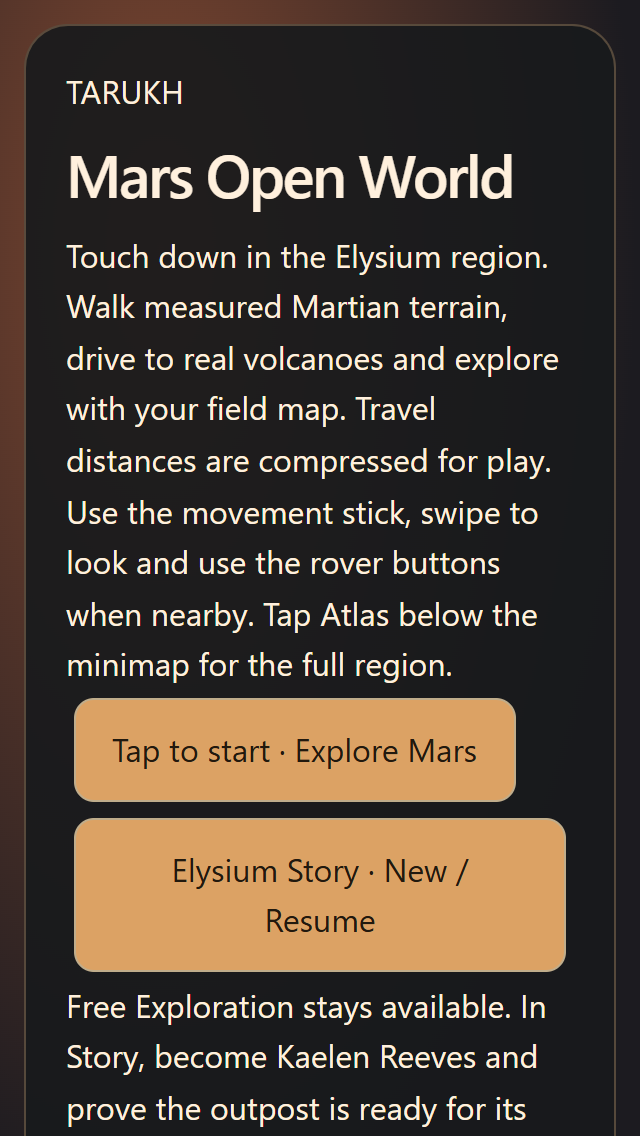 TARUKH
Mars Open World
Touch down in the Elysium region.
Walk measured Martian terrain,
drive to real volcanoes and explore
with your field map. Travel
distances are compressed for play.
Use the movement stick, swipe to
look and use the rover buttons
when nearby. Tap Atlas below the
minimap for the full region.
Tap to start · Explore Mars
Elysium Story · New /
Resume
Free Exploration stays available. In
Story, become Kaelen Reeves and
prove the outpost is ready for its